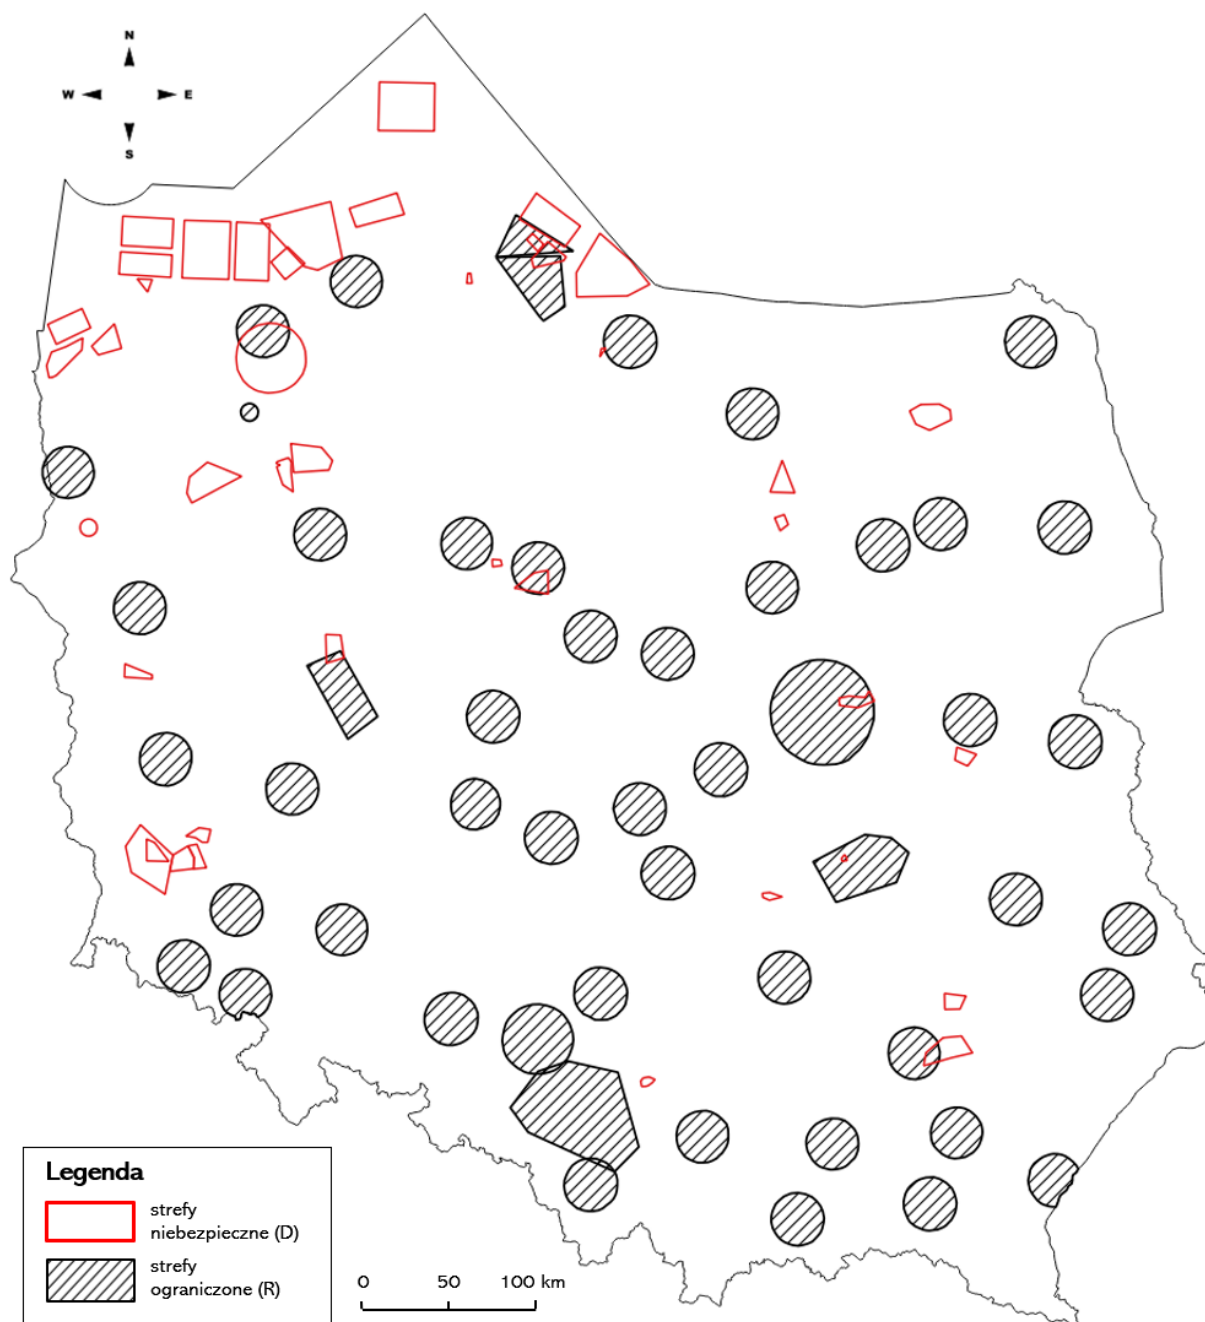 N
W E
S
Legenda
strefy
niebezpieczne (D)
strefy
ograniczone (R)
0 50 100 km